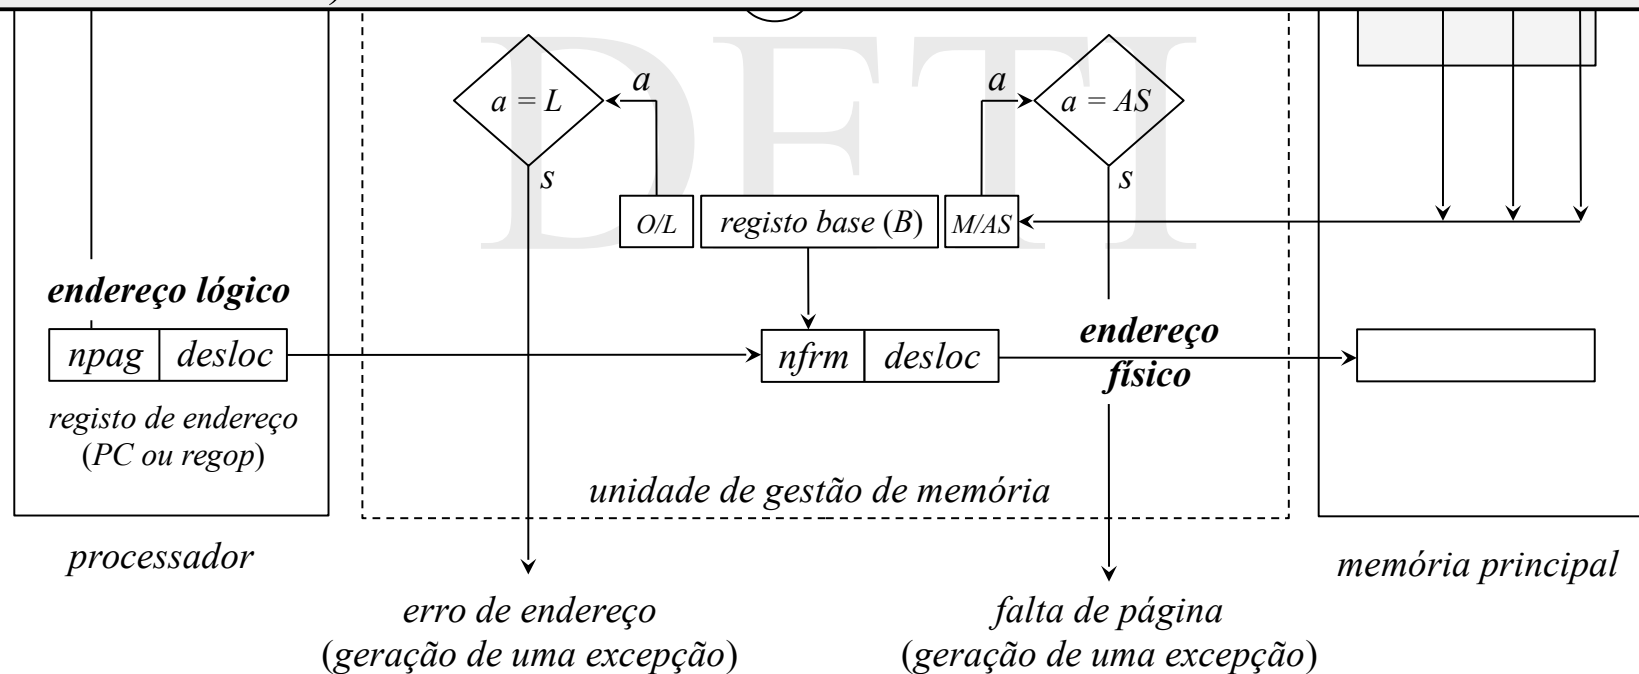 DETI
a = L
a
a
a = AS
s
s
O/L
registo base (B)
M/AS
endereço lógico
npag
desloc
nfrm
desloc
endereço
físico
registo de endereço
(PC ou regop)
unidade de gestão de memória
processador
memória principal
erro de endereço
(geração de uma excepção)
falta de página
(geração de uma excepção)